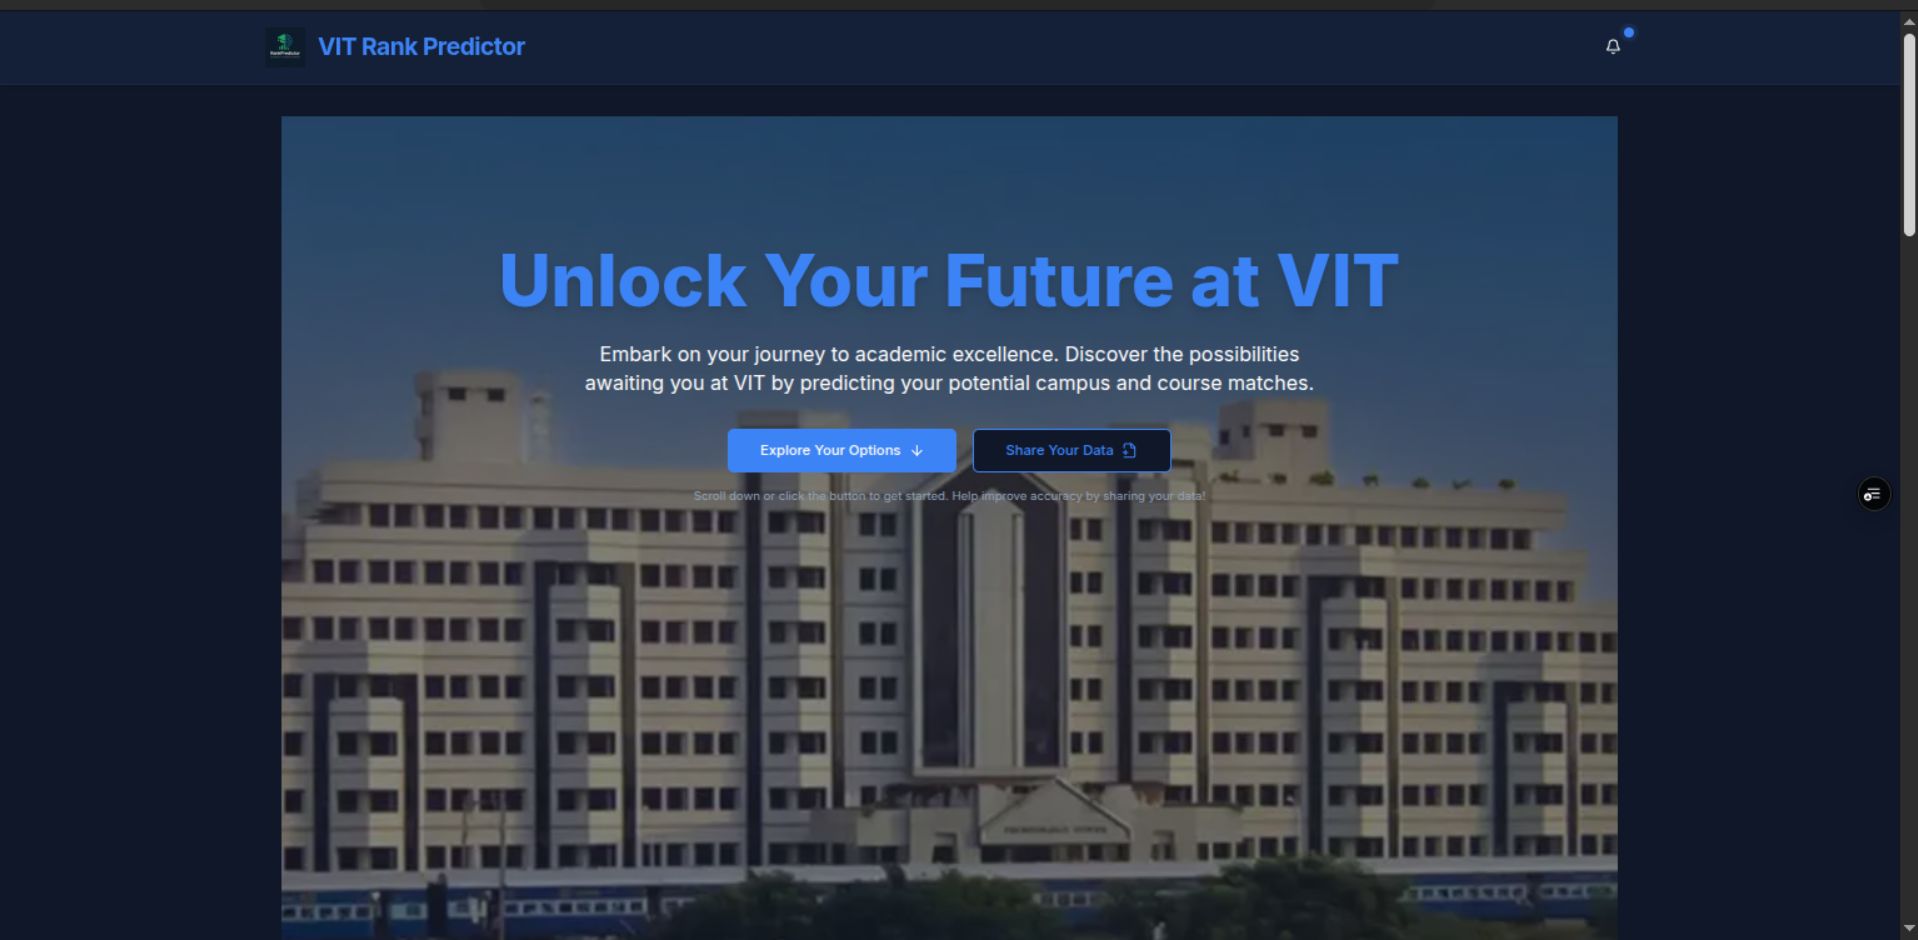 RankPredictor
VIT Rank Predictor
Unlock Your Future at VIT
Embark on your journey to academic excellence. Discover the possibilities
awaiting you at VIT by predicting your potential campus and course matches.
Explore Your Options
Share Your Data
Scroll down or click the button to get started. Help improve accuracy by sharing your data!